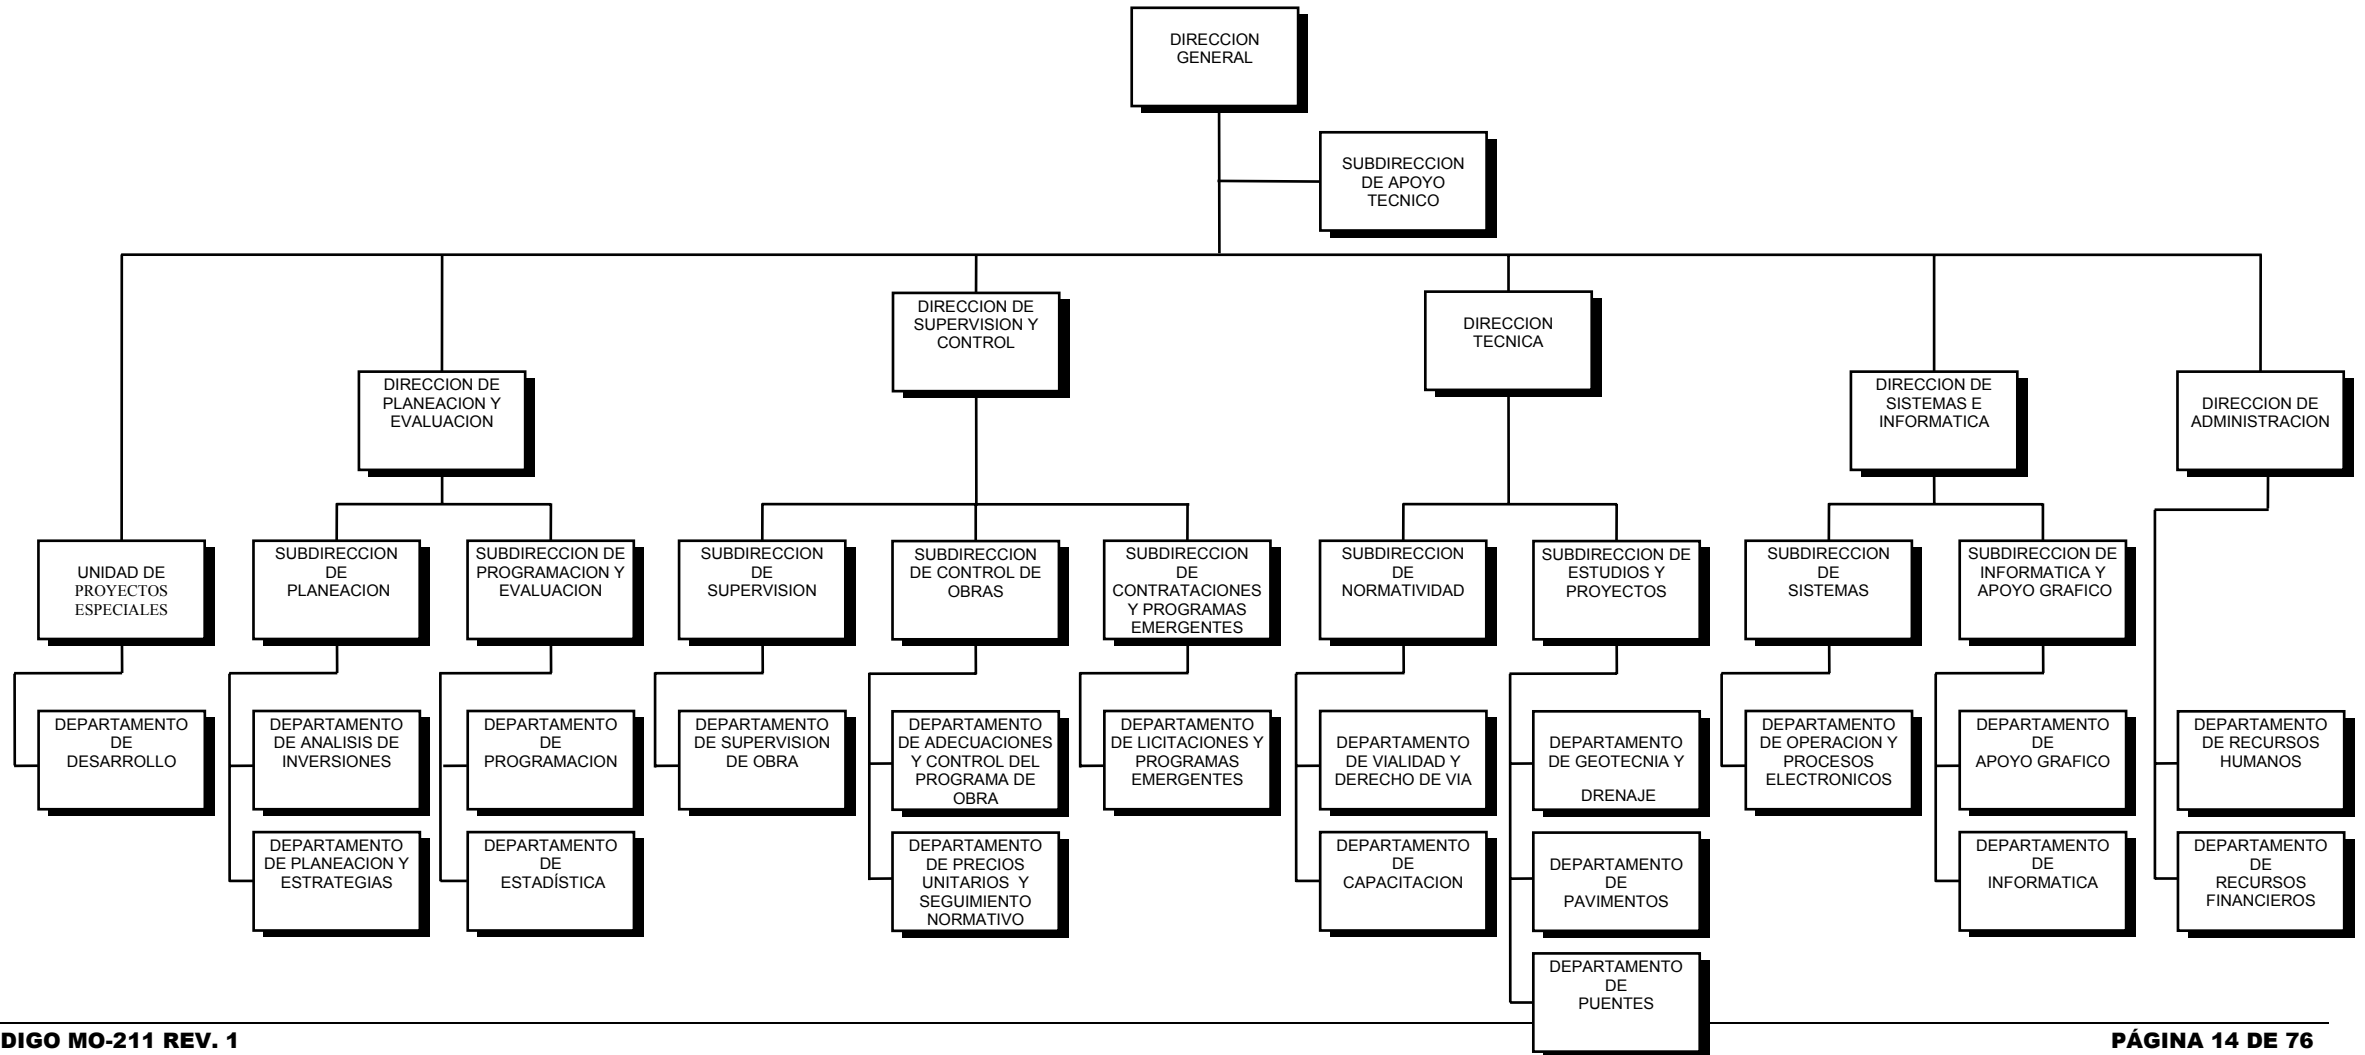 DIRECCION
GENERAL
SUBDIRECCION
DE APOYO
TECNICO
DIRECCION DE
SUPERVISION Y
CONTROL
DIRECCION
TECNICA
DIRECCION DE
PLANEACION Y
EVALUACION
DIRECCION DE
SISTEMAS E
INFORMATICA
DIRECCION DE
ADMINISTRACION
UNIDAD DE
PROYECTOS
ESPECIALES
SUBDIRECCION
DE
PLANEACION
SUBDIRECCION DE
PROGRAMACION Y
EVALUACION
SUBDIRECCION
DE
SUPERVISION
SUBDIRECCION
DE CONTROL DE
OBRAS
SUBDIRECCION
DE
CONTRATACIONES
Y PROGRAMAS
EMERGENTES
SUBDIRECCION
DE
NORMATIVIDAD
SUBDIRECCION DE
ESTUDIOS Y
PROYECTOS
SUBDIRECCION
DE
SISTEMAS
SUBDIRECCION DE
INFORMATICA Y
APOYO GRAFICO
DEPARTAMENTO
DE
DESARROLLO
DEPARTAMENTO
DE ANALISIS DE
INVERSIONES
DEPARTAMENTO
DE
PROGRAMACION
DEPARTAMENTO
DE SUPERVISION
DE OBRA
DEPARTAMENTO
DE ADECUACIONES
Y CONTROL DEL
PROGRAMA DE
OBRA
DEPARTAMENTO
DE LICITACIONES Y
PROGRAMAS
EMERGENTES
DEPARTAMENTO
DE VIALIDAD Y
DERECHO DE VIA
DEPARTAMENTO
DE GEOTECNIA Y
DRENAJE
DEPARTAMENTO
DE OPERACION Y
PROCESOS
ELECTRONICOS
DEPARTAMENTO
DE
APOYO GRAFICO
DEPARTAMENTO
DE RECURSOS
HUMANOS
DEPARTAMENTO
DE PLANEACION Y
ESTRATEGIAS
DEPARTAMENTO
DE
ESTADÍSTICA
DEPARTAMENTO
DE PRECIOS
UNITARIOS Y
SEGUIMIENTO
NORMATIVO
DEPARTAMENTO
DE
CAPACITACION
DEPARTAMENTO
DE
PAVIMENTOS
DEPARTAMENTO
DE
INFORMATICA
DEPARTAMENTO
DE
RECURSOS
FINANCIEROS
DEPARTAMENTO
DE
PUENTES
DIGO MO-211 REV. 1
PÁGINA 14 DE 76